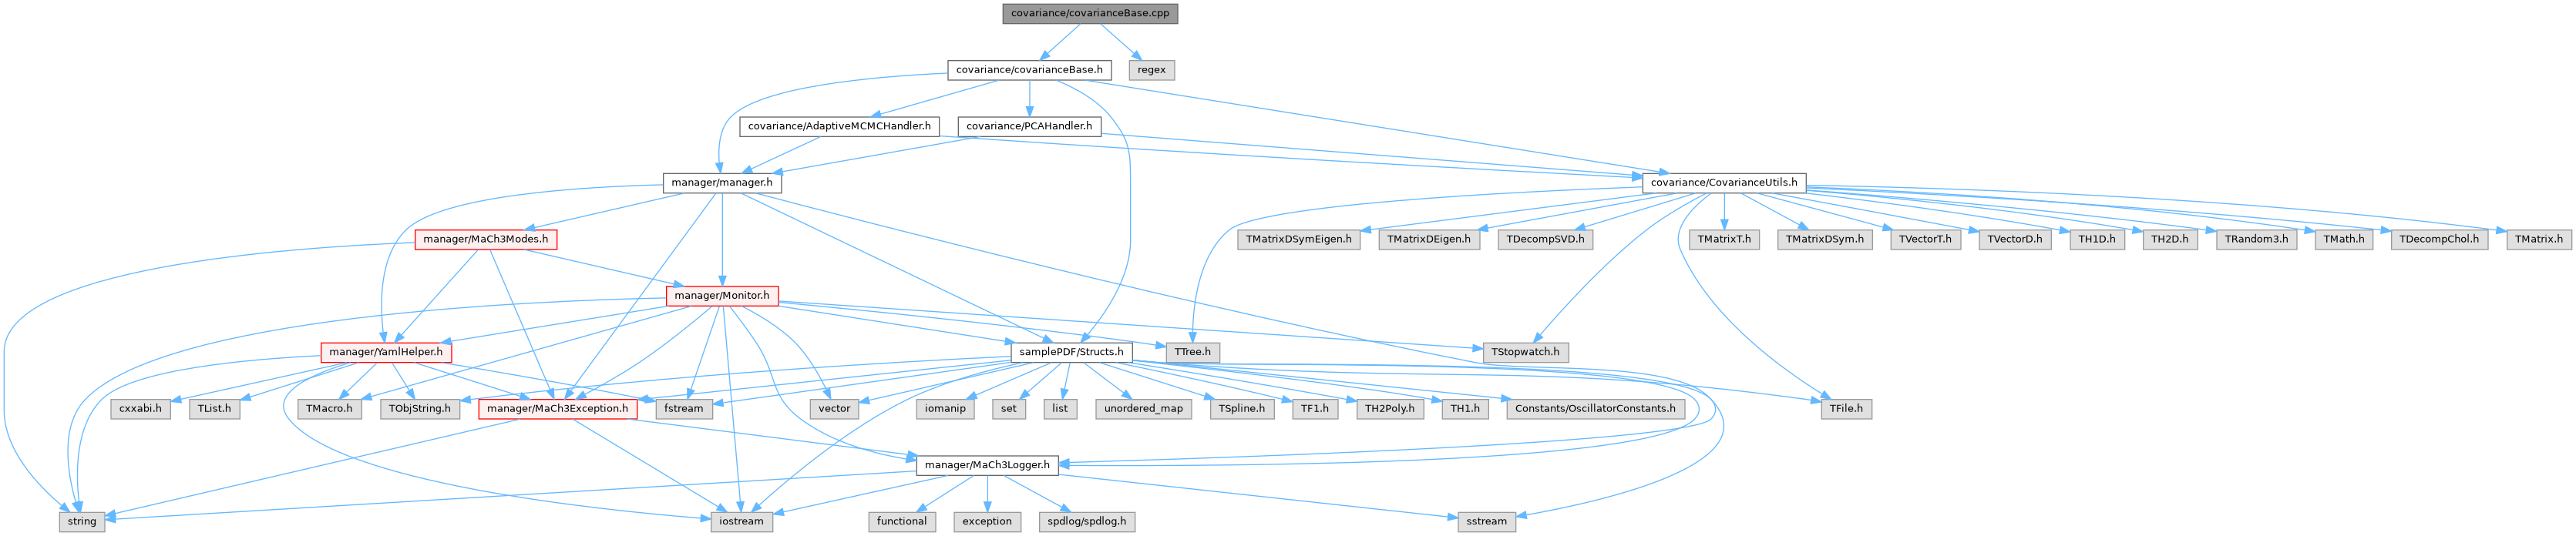 covariance/covarianceBase.cpp
covariance/covarianceBase.h
regex
covariance/AdaptiveMCMCHandler.h
covariance/PCAHandler.h
manager/manager.h
covariance/CovarianceUtils.h
manager/MaCh3Modes.h
TMatrixDSymEigen.h
TMatrixDEigen.h
TDecompSVD.h
TMatrixT.h
TMatrixDSym.h
TVectorT.h
TVectorD.h
TH1D.h
TH2D.h
TRandom3.h
TMath.h
TDecompChol.h
TMatrix.h
manager/Monitor.h
manager/YamlHelper.h
samplePDF/Structs.h
TTree.h
TStopwatch.h
cxxabi.h
TList.h
TMacro.h
TObjString.h
manager/MaCh3Exception.h
fstream
vector
iomanip
set
list
unordered_map
TSpline.h
TF1.h
TH2Poly.h
TH1.h
Constants/OscillatorConstants.h
TFile.h
manager/MaCh3Logger.h
string
iostream
functional
exception
spdlog/spdlog.h
sstream